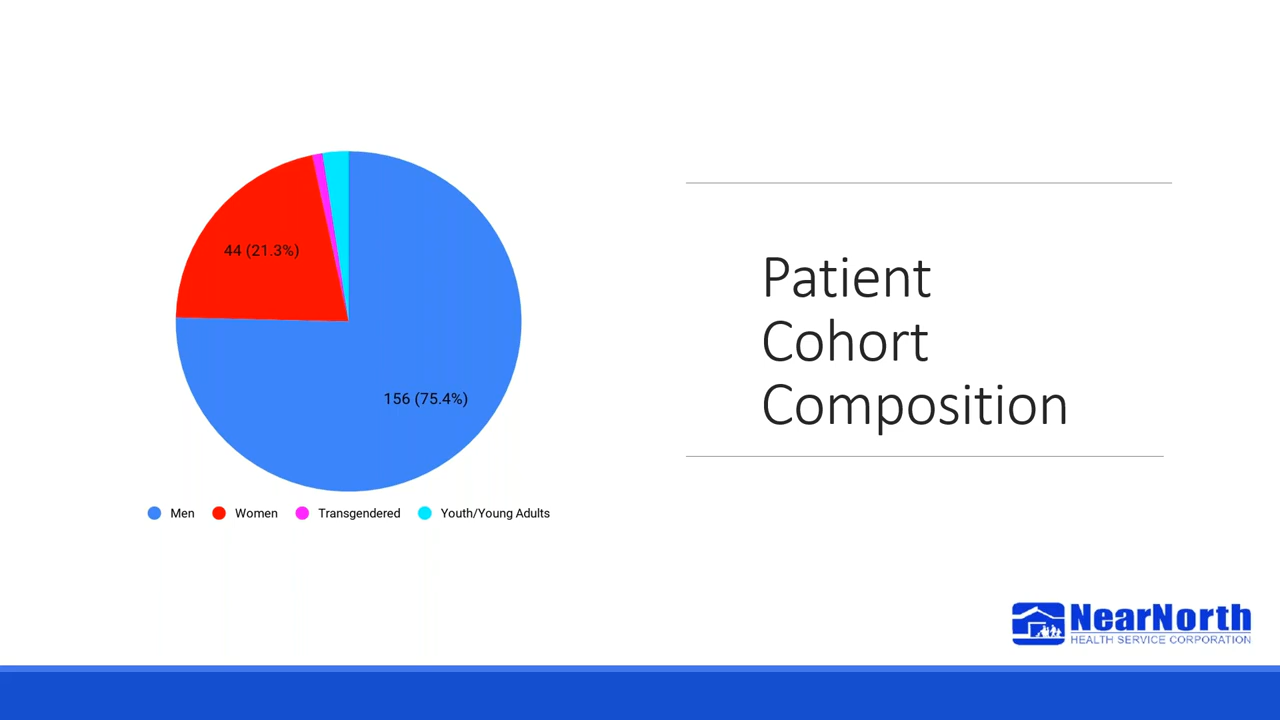 44 (21.3%)
156 (75.4%)
Men Women Transgendered Youth/Young Adults
Patient
Cohort
Composition
NearNorth
HEALTH SERVICE CORPORATION